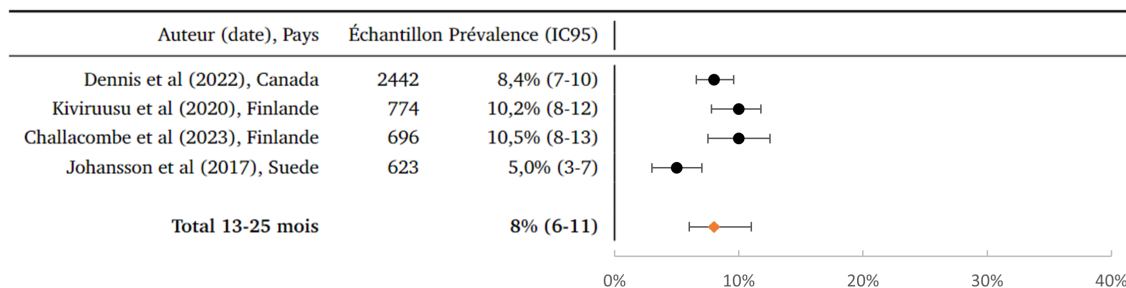 Auteur (date), Pays Échantillon Prévalence (IC95)
Dennis et al (2022), Canada 2442 8,4% (7-10)
Kiviruusu et al (2020), Finlande 774 10,2% (8-12)
Challacombe et al (2023), Finlande 696 10,5% (8-13)
Johansson et al (2017), Suede 623 5,0% (3-7)
Total 13-25 mois 8% (6-11)
0% 10% 20% 30% 40%